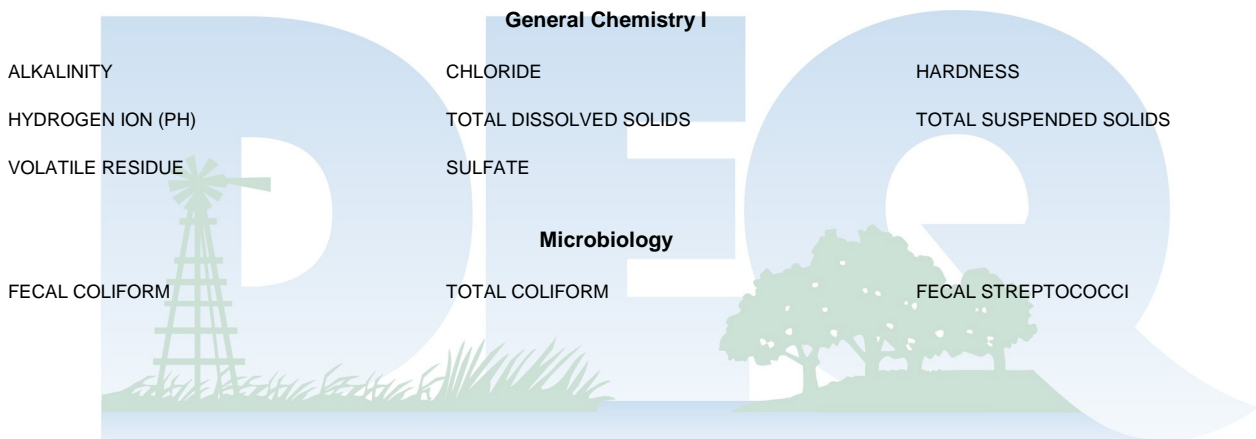 General Chemistry I
ALKALINITY CHLORIDE HARDNESS
HYDROGEN ION (PH) TOTAL DISSOLVED SOLIDS TOTAL SUSPENDED SOLIDS
VOLATILE RESIDUE SULFATE
Microbiology
FECAL COLIFORM TOTAL COLIFORM FECAL STREPTOCOCCI
DEQ